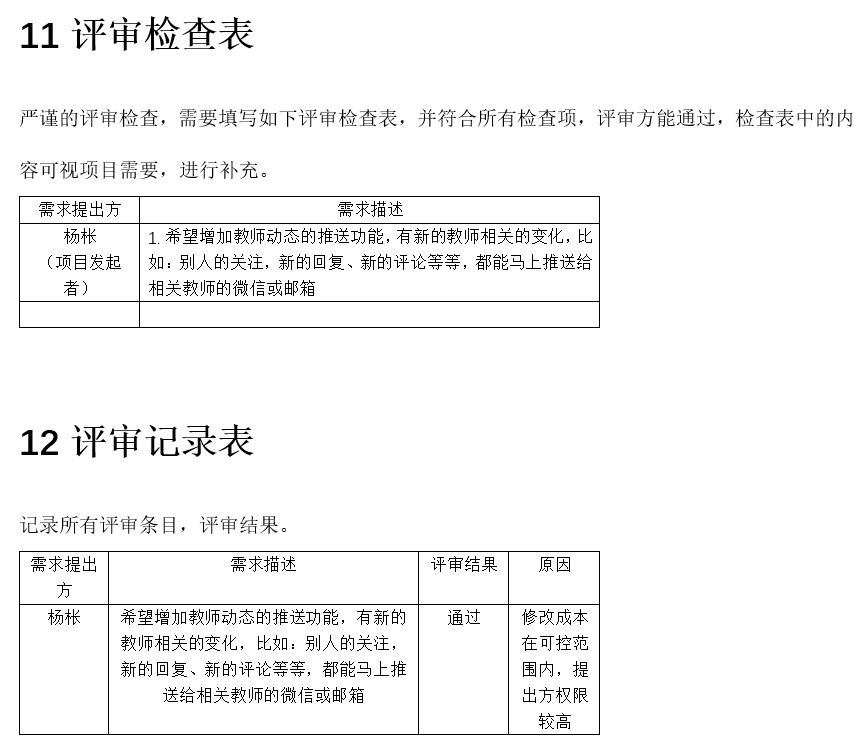 11 评审检查表
严谨的评审检查，需要填写如下评审检查表，并符合所有检查项，评审方能通过，检查表中的内
容可视项目需要，进行补充。
需求提出方 需求描述
杨枨
（项目发起
者）
1. 希望增加教师动态的推送功能，有新的教师相关的变化，比
如：别人的关注，新的回复、新的评论等等，都能马上推送给
相关教师的微信或邮箱
12 评审记录表
记录所有评审条目，评审结果。
需求提出
方
需求描述
评审结果
原因
杨枨
希望增加教师动态的推送功能，有新的
教师相关的变化，比如：别人的关注，
新的回复、新的评论等等，都能马上推
送给相关教师的微信或邮箱
通过
修改成本
在可控范
围内，提
出方权限
较高